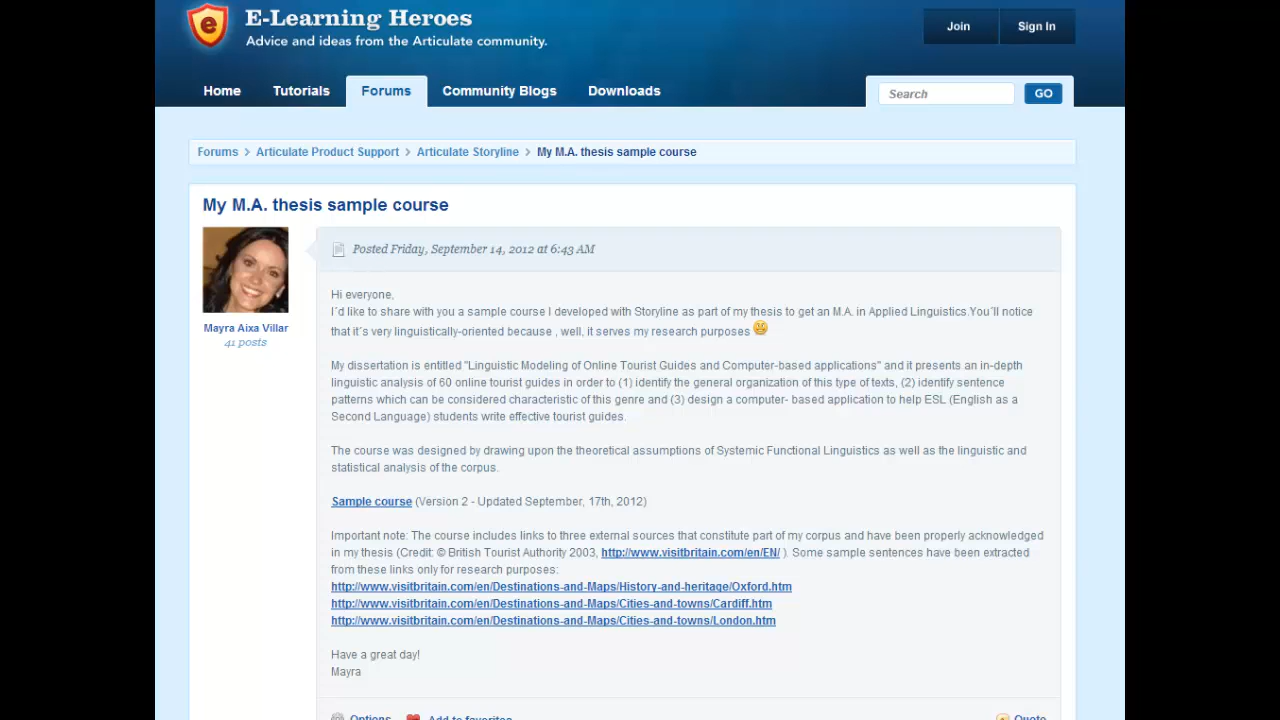 E-Learning Heroes
Advice and ideas from the Articulate community.
Join Sign In
Home Tutorials Forums Community Blogs Downloads Search GO
Forums > Articulate Product Support > Articulate Storyline > My M.A. thesis sample course
My M.A. thesis sample course
Posted Friday, September 14, 2012 at 6:43 AM
Mayra Aixa Villar
41 posts
Hi everyone,
I´d like to share with you a sample course I developed with Storyline as part of my thesis to get an M.A. in Applied Linguistics.You´ll notice
that it´s very linguistically-oriented because , well, it serves my research purposes
My dissertation is entitled "Linguistic Modeling of Online Tourist Guides and Computer-based applications" and it presents an in-depth
linguistic analysis of 60 online tourist guides in order to (1) identify the general organization of this type of texts, (2) identify sentence
patterns which can be considered characteristic of this genre and (3) design a computer- based application to help ESL (English as a
Second Language) students write effective tourist guides.
The course was designed by drawing upon the theoretical assumptions of Systemic Functional Linguistics as well as the linguistic and
statistical analysis of the corpus.
Sample course (Version 2 - Updated September, 17th, 2012)
Important note: The course includes links to three external sources that constitute part of my corpus and have been properly acknowledged
in my thesis (Credit: © British Tourist Authority 2003, http://www.visitbritain.com/en/EN/ ). Some sample sentences have been extracted
from these links only for research purposes:
http://www.visitbritain.com/en/Destinations-and-Maps/History-and-heritage/Oxford.htm
http://www.visitbritain.com/en/Destinations-and-Maps/Cities-and-towns/Cardiff.htm
http://www.visitbritain.com/en/Destinations-and-Maps/Cities-and-towns/London.htm
Have a great day!
Mayra
Options Add to favorites Quote